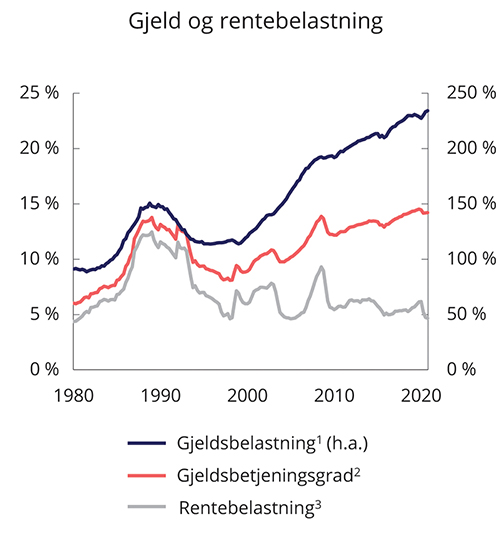 Gjeld og rentebelastning
25 % 250 %
20 % 200 %
15 % 150 %
10 % 100 %
5 % 50 %
0 % 0 %
1980 1990 2000 2010 2020
Gjeldsbelastning¹ (h.a.)
Gjeldsbetjeningsgrad²
Rentebelastning³